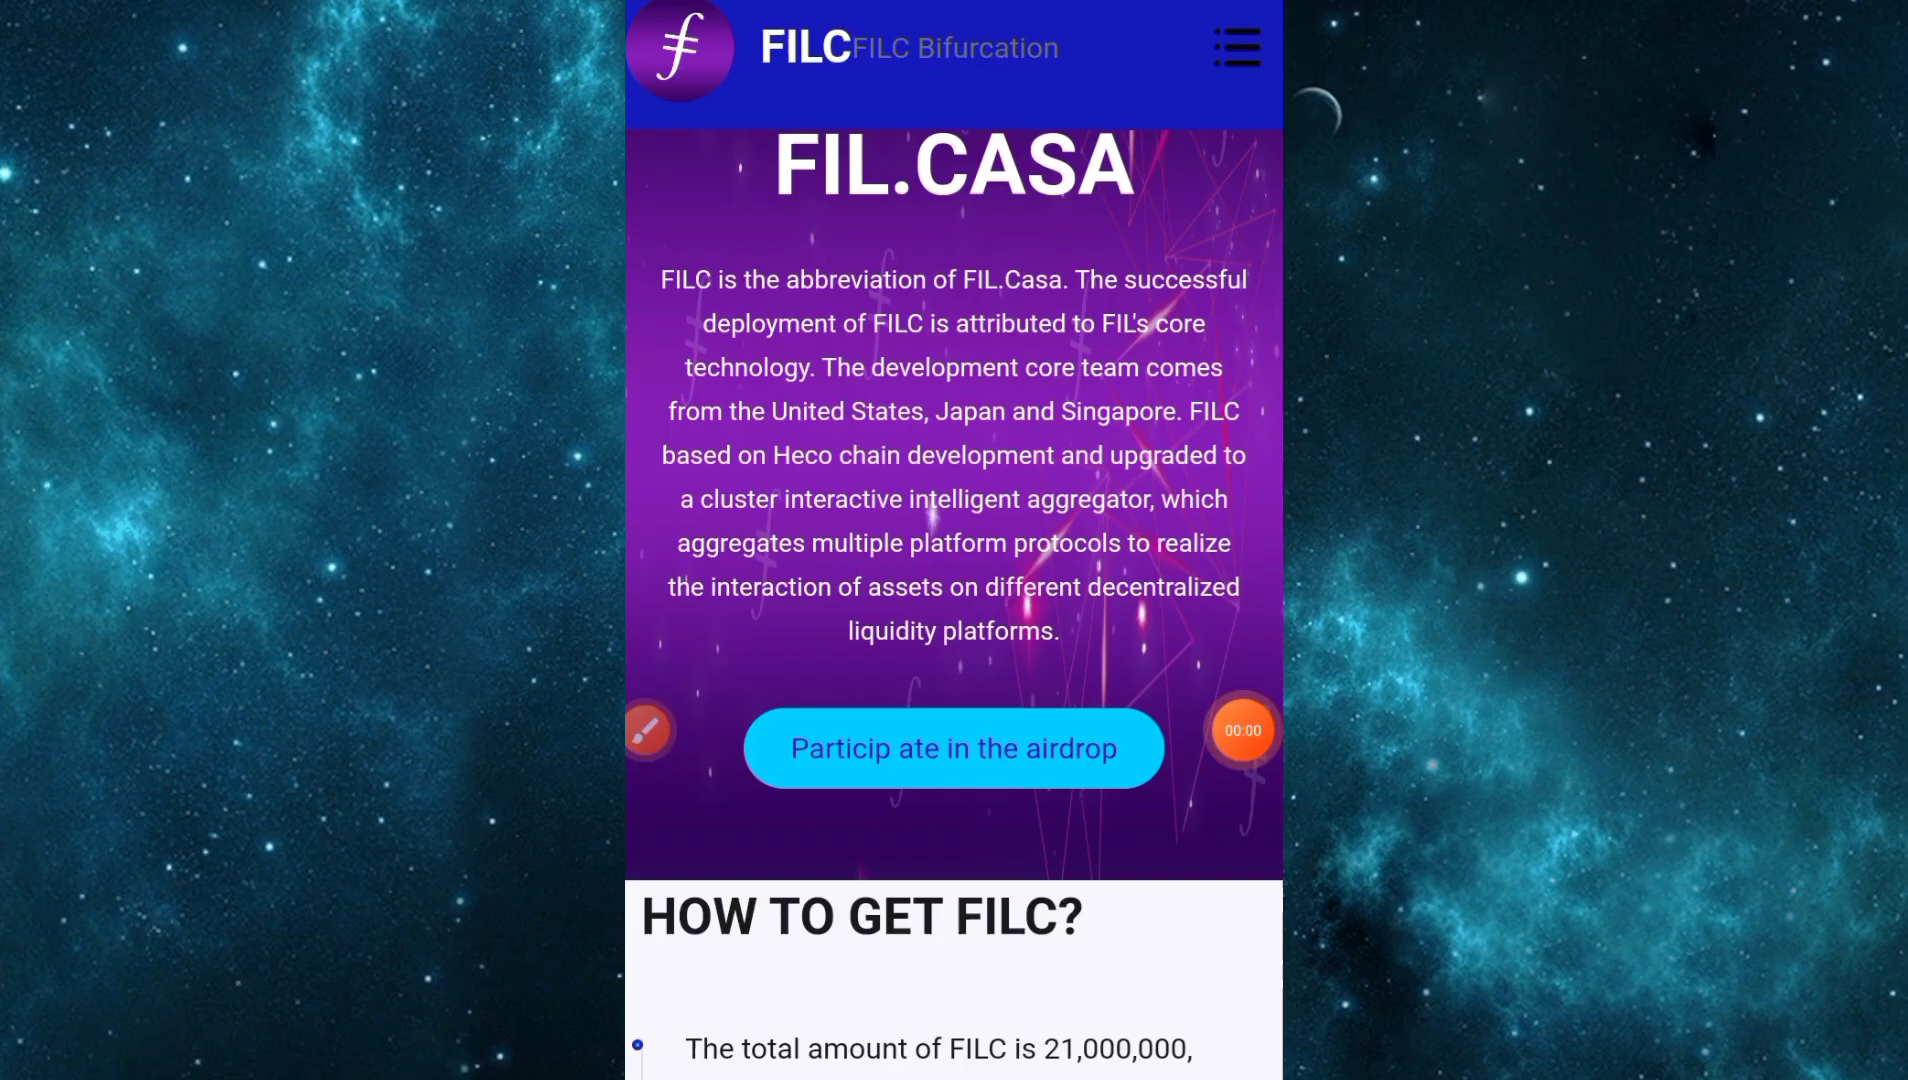 FILC FILC Bifurcation
FIL.CASA
FILC is the abbreviation of FIL.Casa. The successful
deployment of FILC is attributed to FIL's core
technology. The development core team comes
from the United States, Japan and Singapore. FILC
based on Heco chain development and upgraded to
a cluster interactive intelligent aggregator, which
aggregates multiple platform protocols to realize
the interaction of assets on different decentralized
liquidity platforms.
Particip ate in the airdrop
00:00
HOW TO GET FILC?
The total amount of FILC is 21,000,000,